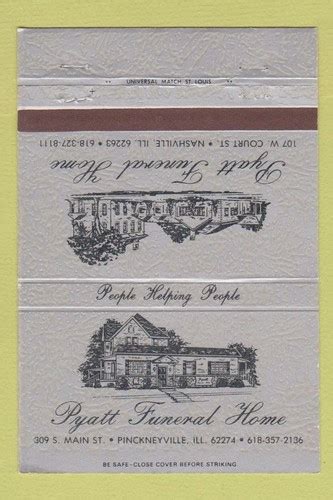 UNIVERSAL MATCH ST. LOUIS
107 W. COURT ST. • NASHVILLE, ILL. 62263 • 618-327-8111
Pyatt Funeral Home
People Helping People
Pyatt Funeral Home
309 S. MAIN ST. • PINCKNEYVILLE, ILL. 62274 • 618-357-2136
BE SAFE-CLOSE COVER BEFORE STRIKING